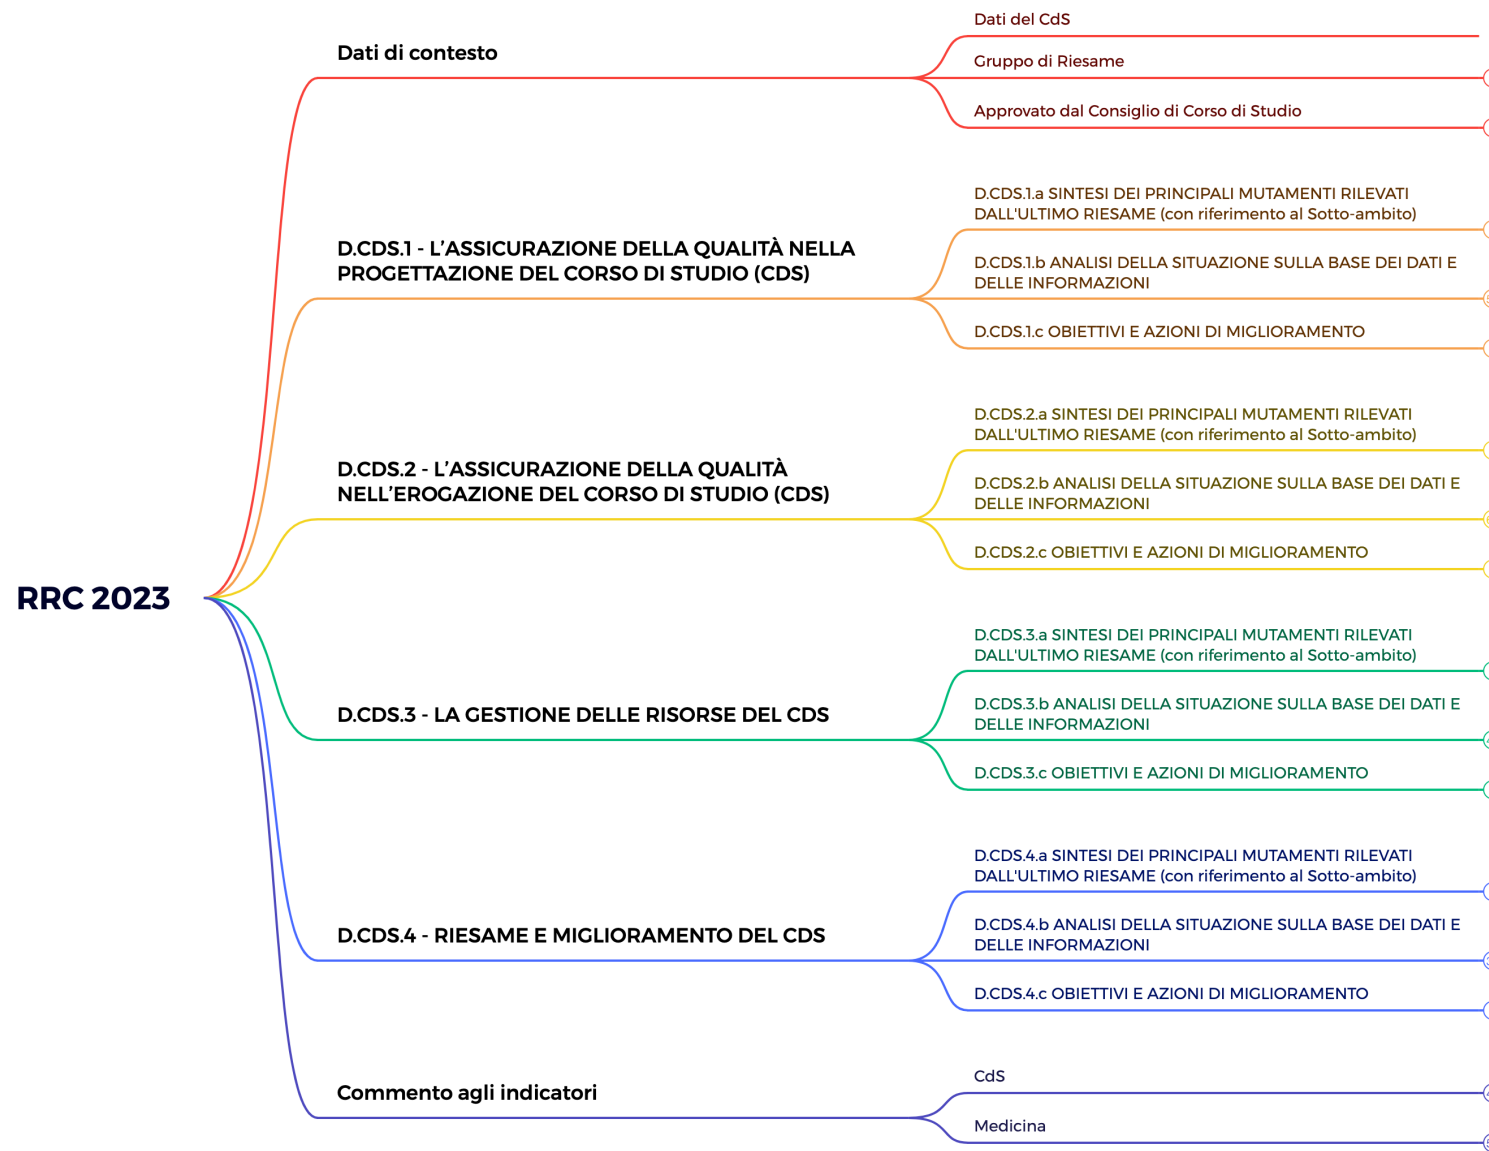 Dati di contesto
Dati del CdS
Gruppo di Riesame
Approvato dal Consiglio di Corso di Studio
D.CDS.1 - L’ASSICURAZIONE DELLA QUALITÀ NELLA
PROGETTAZIONE DEL CORSO DI STUDIO (CDS)
D.CDS.1.a SINTESI DEI PRINCIPALI MUTAMENTI RILEVATI
DALL'ULTIMO RIESAME (con riferimento al Sotto-ambito)
D.CDS.1.b ANALISI DELLA SITUAZIONE SULLA BASE DEI DATI E
DELLE INFORMAZIONI
D.CDS.1.c OBIETTIVI E AZIONI DI MIGLIORAMENTO
D.CDS.2 - L’ASSICURAZIONE DELLA QUALITÀ
NELL’EROGAZIONE DEL CORSO DI STUDIO (CDS)
D.CDS.2.a SINTESI DEI PRINCIPALI MUTAMENTI RILEVATI
DALL'ULTIMO RIESAME (con riferimento al Sotto-ambito)
D.CDS.2.b ANALISI DELLA SITUAZIONE SULLA BASE DEI DATI E
DELLE INFORMAZIONI
D.CDS.2.c OBIETTIVI E AZIONI DI MIGLIORAMENTO
RRC 2023
D.CDS.3 - LA GESTIONE DELLE RISORSE DEL CDS
D.CDS.3.a SINTESI DEI PRINCIPALI MUTAMENTI RILEVATI
DALL'ULTIMO RIESAME (con riferimento al Sotto-ambito)
D.CDS.3.b ANALISI DELLA SITUAZIONE SULLA BASE DEI DATI E
DELLE INFORMAZIONI
D.CDS.3.c OBIETTIVI E AZIONI DI MIGLIORAMENTO
D.CDS.4 - RIESAME E MIGLIORAMENTO DEL CDS
D.CDS.4.a SINTESI DEI PRINCIPALI MUTAMENTI RILEVATI
DALL'ULTIMO RIESAME (con riferimento al Sotto-ambito)
D.CDS.4.b ANALISI DELLA SITUAZIONE SULLA BASE DEI DATI E
DELLE INFORMAZIONI
D.CDS.4.c OBIETTIVI E AZIONI DI MIGLIORAMENTO
Commento agli indicatori
CdS
Medicina